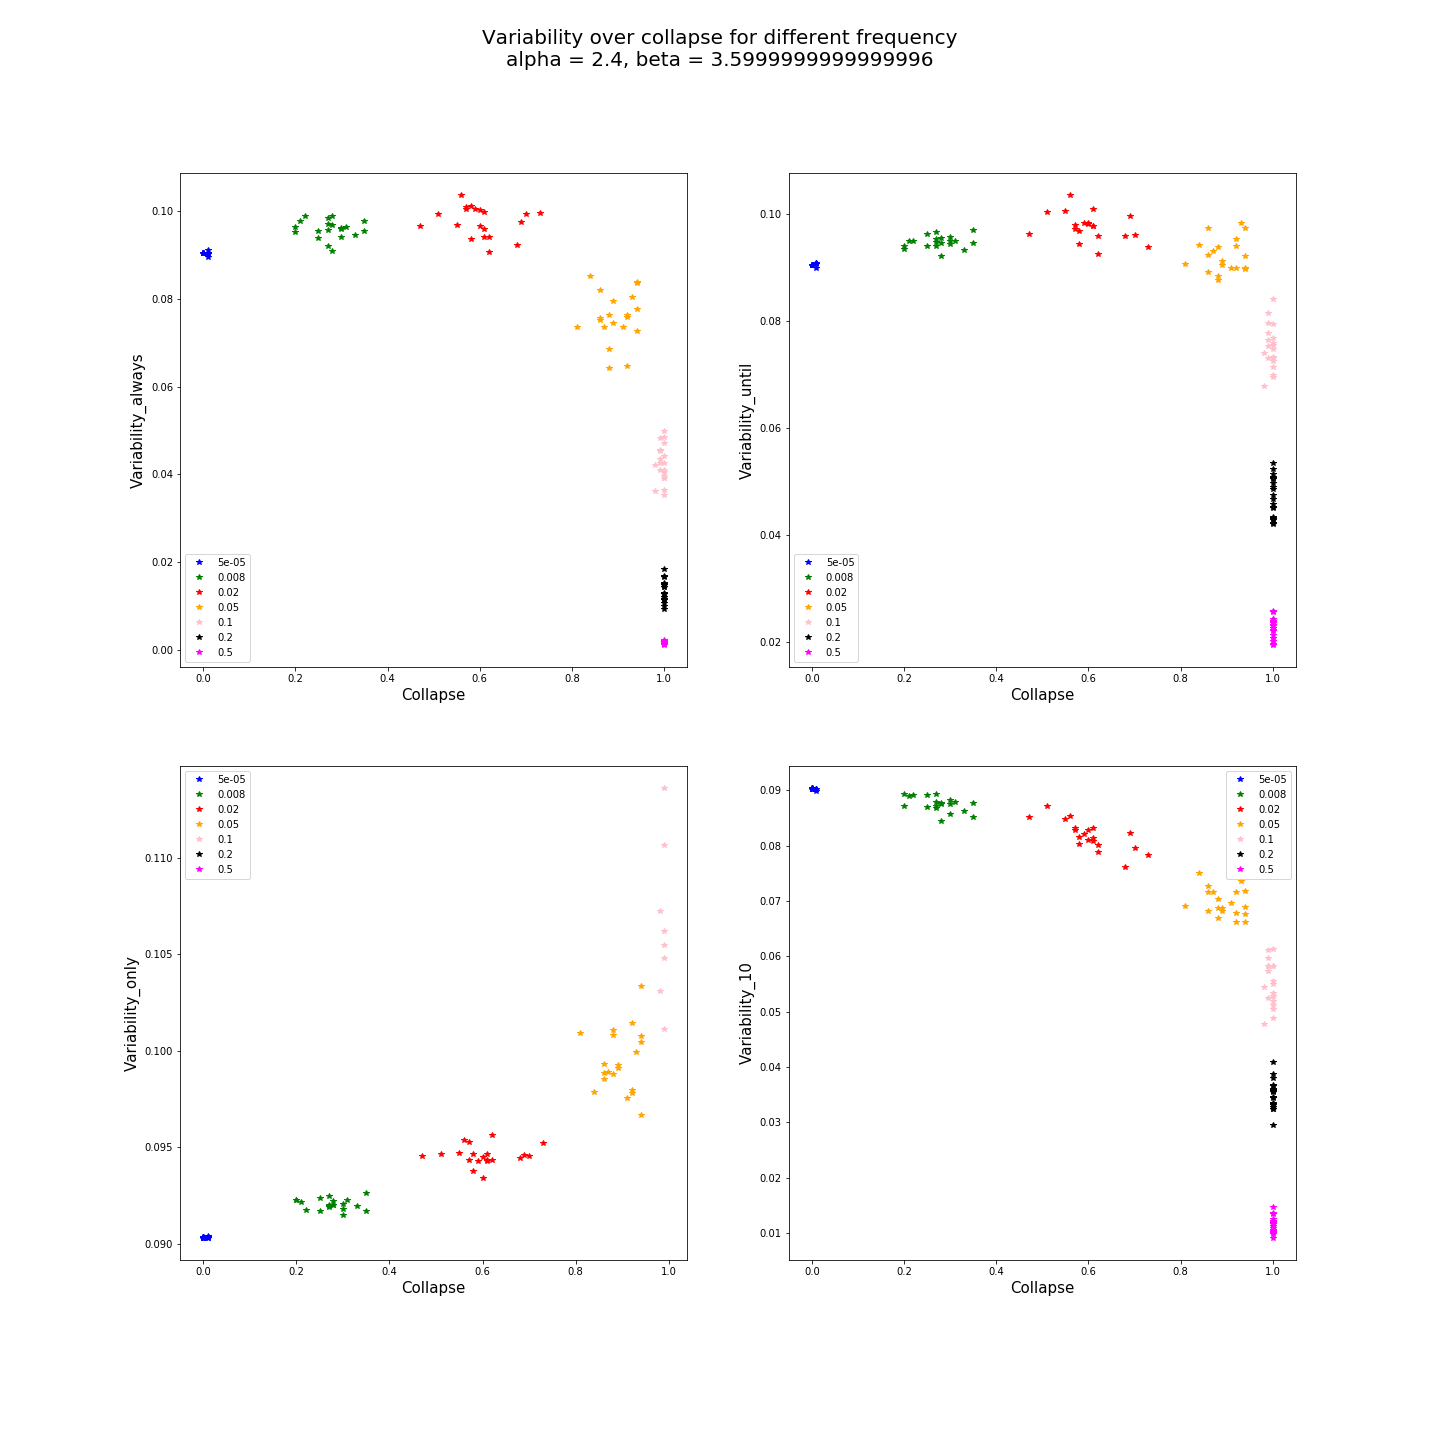 Variability over collapse for different frequency
alpha = 2.4, beta = 3.5999999999999996
Variability_always
0.10
0.08
0.06
0.04
0.02
0.00
5e-05
0.008
0.02
0.05
0.1
0.2
0.5
0.0 0.2 0.4 0.6 0.8 1.0
Collapse
Variability_until
0.10
0.08
0.06
0.04
0.02
5e-05
0.008
0.02
0.05
0.1
0.2
0.5
0.0 0.2 0.4 0.6 0.8 1.0
Collapse
Variability_only
0.110
0.105
0.100
0.095
0.090
5e-05
0.008
0.02
0.05
0.1
0.2
0.5
0.0 0.2 0.4 0.6 0.8 1.0
Collapse
Variability_10
0.09
0.08
0.07
0.06
0.05
0.04
0.03
0.02
0.01
5e-05
0.008
0.02
0.05
0.1
0.2
0.5
0.0 0.2 0.4 0.6 0.8 1.0
Collapse